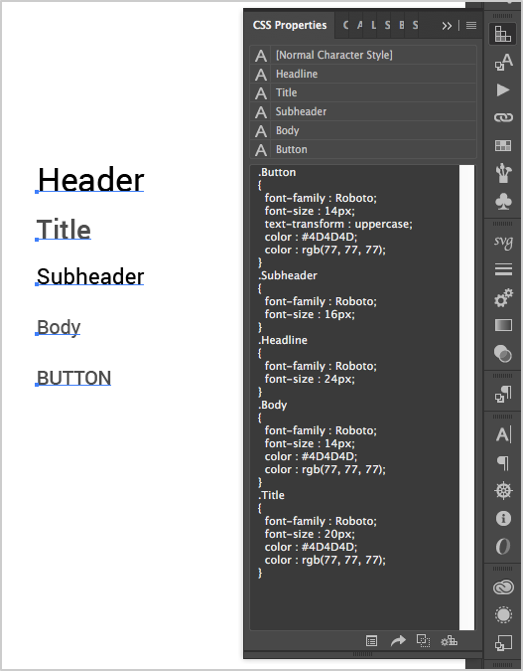 CSS Properties C A L S B S
[Normal Character Style]
Headline
Title
Subheader
Body
Button
Header
Title
Subheader
Body
BUTTON
.Button
{
font-family : Roboto;
font-size : 14px;
text-transform : uppercase;
color : #4D4D4D;
color : rgb(77, 77, 77);
}
.Subheader
{
font-family : Roboto;
font-size : 16px;
}
.Headline
{
font-family : Roboto;
font-size : 24px;
}
.Body
{
font-family : Roboto;
font-size : 14px;
color : #4D4D4D;
color : rgb(77, 77, 77);
}
.Title
{
font-family : Roboto;
font-size : 20px;
color : #4D4D4D;
color : rgb(77, 77, 77);
}
svg